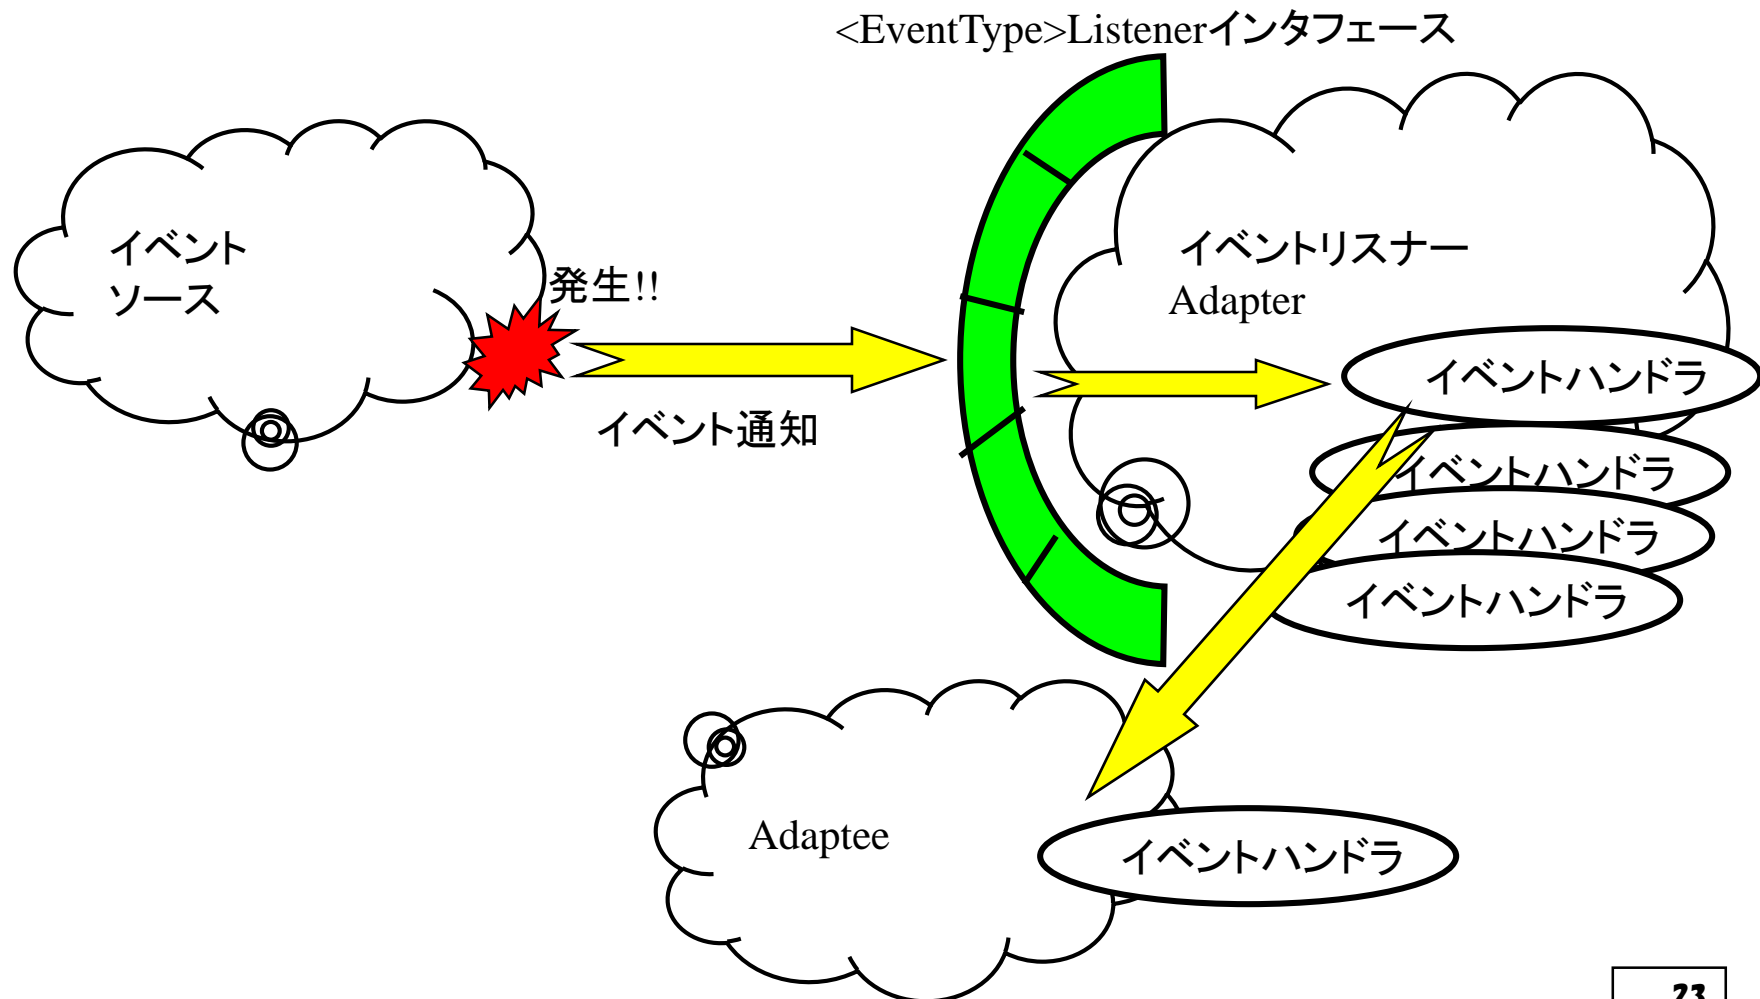 <EventType>Listenerインタフェース
イベント
ソース
発生!!
イベント通知
イベントリスナー
Adapter
イベントハンドラ
イベントハンドラ
イベントハンドラ
イベントハンドラ
Adaptee
イベントハンドラ
23